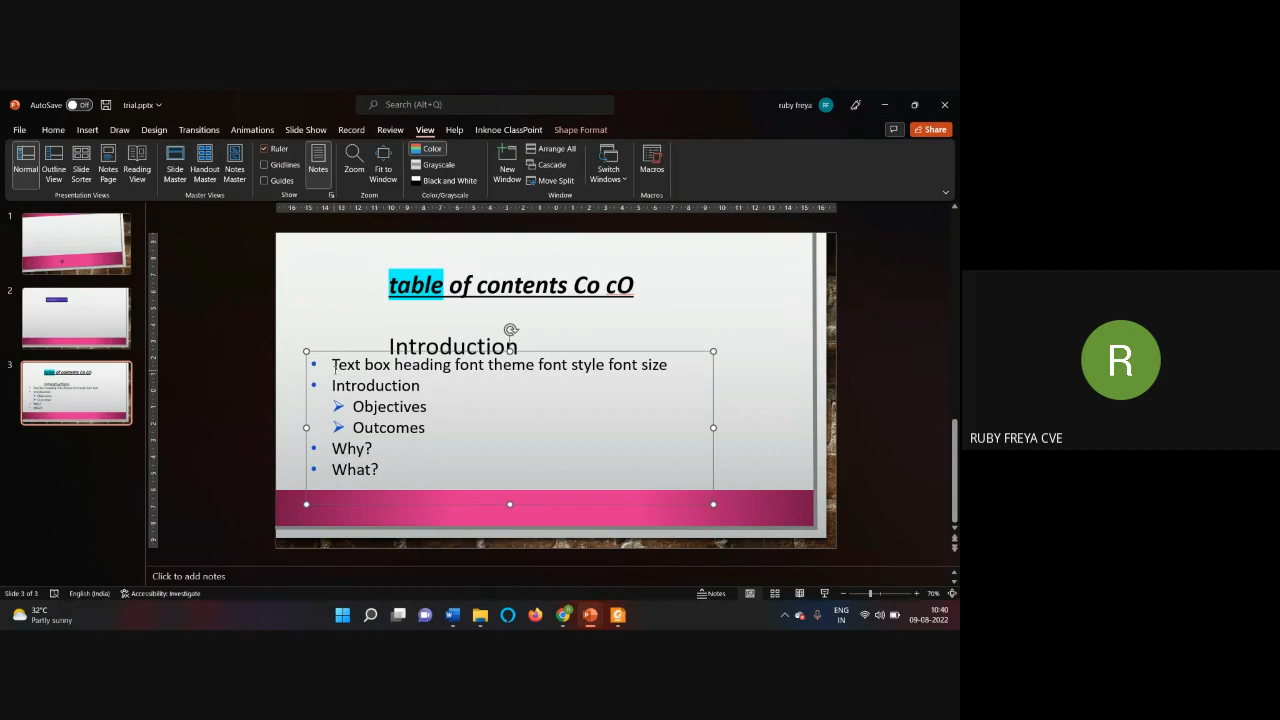 AutoSave Off trial.pptx Search (Alt+Q) ruby freya RF
File Home Insert Draw Design Transitions Animations Slide Show Record Review View Help Inknoe ClassPoint Shape Format Share
Normal Outline View Slide Sorter Notes Page Reading View
Presentation Views
Slide Master Handout Master Notes Master
Master Views
Ruler
Gridlines
Guides
Show
Notes
Zoom Fit to Window
Zoom
Color
Grayscale
Black and White
Color/Grayscale
New Window
Arrange All
Cascade
Move Split
Window
Switch Windows
Macros
Macros
1
2
3
table of contents Co cO
Introduction
• Text box heading font theme font style font size
• Introduction
➢ Objectives
➢ Outcomes
• Why?
• What?
R
RUBY FREYA CVE
Click to add notes
Slide 3 of 3 English (India) Accessibility: Investigate Notes 70%
32°C
Partly sunny
ENG
IN
10:40
09-08-2022